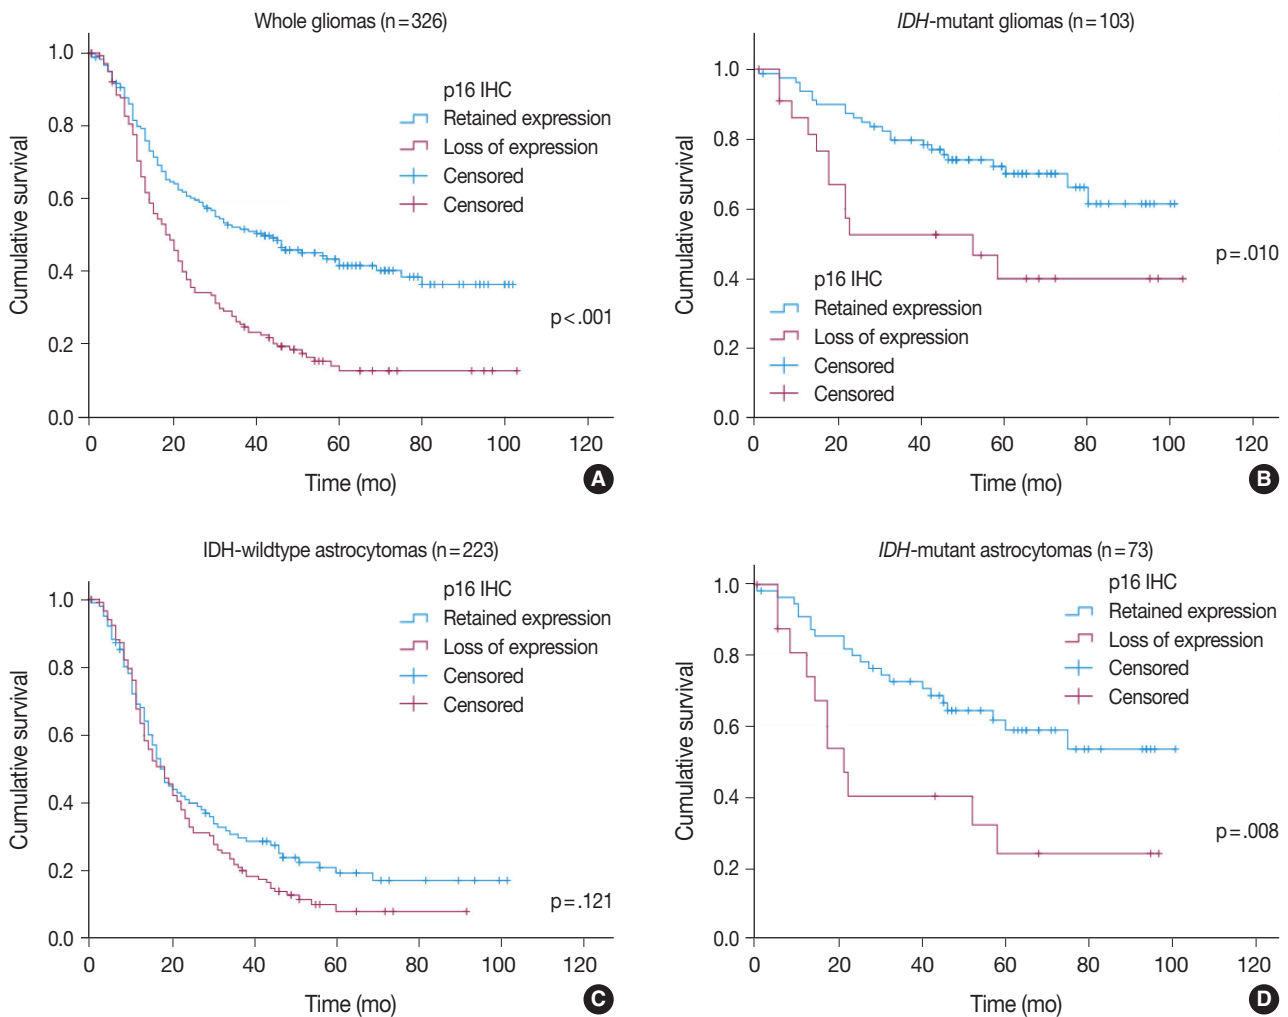 Whole gliomas (n=326)
1.0
0.8
0.6
0.4
0.2
0.0
Cumulative survival
p16 IHC
Retained expression
Loss of expression
Censored
Censored
p<.001
0 20 40 60 80 100 120
Time (mo)
A
IDH-mutant gliomas (n=103)
1.0
0.8
0.6
0.4
0.2
0.0
Cumulative survival
p=.010
p16 IHC
Retained expression
Loss of expression
Censored
Censored
0 20 40 60 80 100 120
Time (mo)
B
IDH-wildtype astrocytomas (n=223)
1.0
0.8
0.6
0.4
0.2
0.0
Cumulative survival
p16 IHC
Retained expression
Loss of expression
Censored
Censored
p=.121
0 20 40 60 80 100 120
Time (mo)
C
IDH-mutant astrocytomas (n=73)
1.0
0.8
0.6
0.4
0.2
0.0
Cumulative survival
p16 IHC
Retained expression
Loss of expression
Censored
Censored
p=.008
0 20 40 60 80 100 120
Time (mo)
D